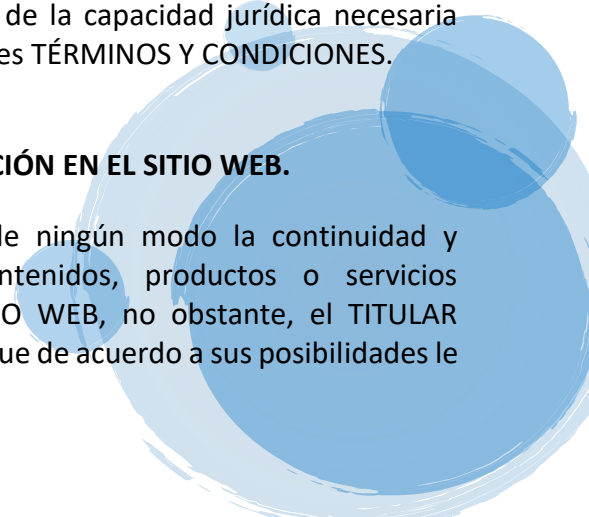 de la capacidad jurídica necesaria
es TÉRMINOS Y CONDICIONES.
CIÓN EN EL SITIO WEB.
de ningún modo la continuidad y
ntenidos, productos o servicios
O WEB, no obstante, el TITULAR
ue de acuerdo a sus posibilidades le